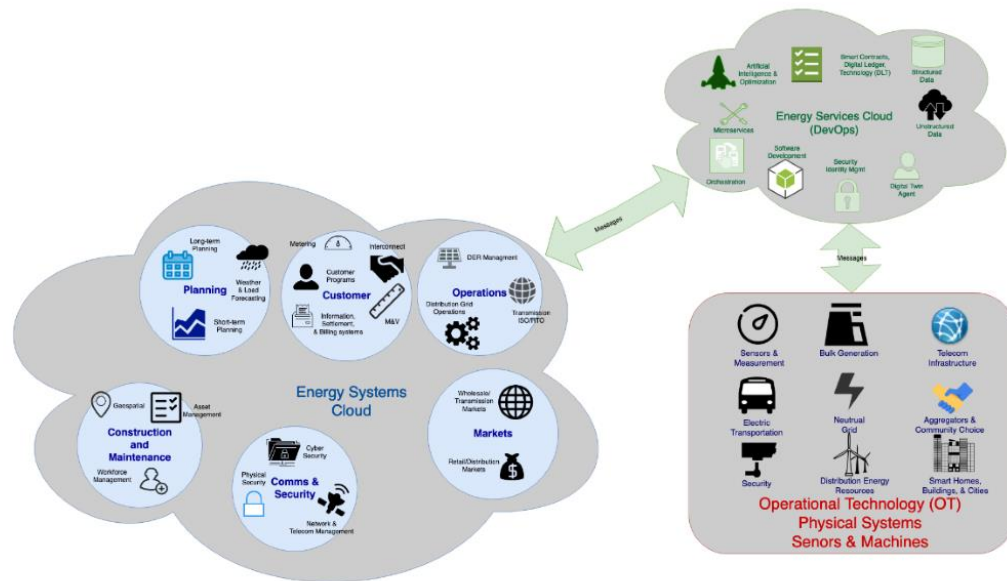 Artificial
Intelligence &
Optimization
Smart Contracts,
Digital Ledger,
Technology (DLT)
Structured
Data
Energy Services Cloud
(DevOps)
Microservices
Unstructured
Data
Software
Development
Security
Identity Mgmt
Orchestration
Digital Twin
Agent
Messages
Messages
Long-term
Planning
Planning
Weather
& Load
Forecasting
Short-term
Planning
Metering
Interconnect
Customer
Programs
Customer
Information,
Settlement,
& Billing systems
M&V
DER Managment
Operations
Distribution Grid
Operations
Transmission
ISO/RTO
Energy Systems
Cloud
Geospatial
Asset
Management
Construction
and
Maintenance
Workforce
Management
Cyber
Security
Physical
Security
Comms &
Security
Network &
Telecom Management
Wholesale/
Transmission
Markets
Markets
Retail/Distribution
Markets
Sensors &
Measurement
Bulk Generation
Telecom
Infrastructure
Electric
Transportation
Neutrual
Grid
Aggregators &
Community Choice
Security
Distribution Energy
Resources
Smart Homes,
Buildings, & Cities
Operational Technology (OT)
Physical Systems
Senors & Machines